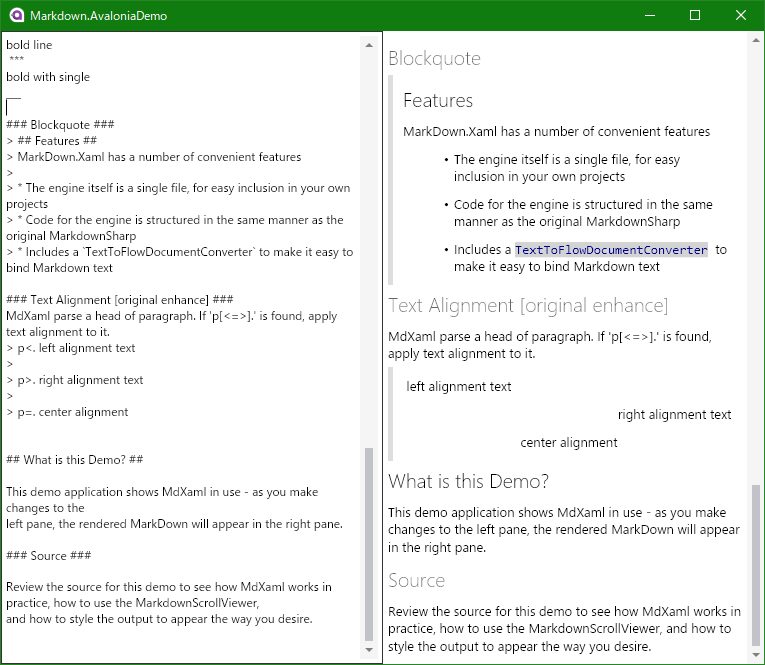 Markdown.AvaloniaDemo
bold line
***
bold with single
__
### Blockquote ###
> ## Features ##
> MarkDown.Xaml has a number of convenient features
>
> * The engine itself is a single file, for easy inclusion in your own
projects
> * Code for the engine is structured in the same manner as the
original MarkdownSharp
> * Includes a `TextToFlowDocumentConverter` to make it easy to
bind Markdown text
### Text Alignment [original enhance] ###
MdXaml parse a head of paragraph. If 'p[<=>].' is found, apply
text alignment to it.
> p<. left alignment text
>
> p>. right alignment text
>
> p=. center alignment
## What is this Demo? ##
This demo application shows MdXaml in use - as you make
changes to the
left pane, the rendered MarkDown will appear in the right pane.
### Source ###
Review the source for this demo to see how MdXaml works in
practice, how to use the MarkdownScrollViewer,
and how to style the output to appear the way you desire.
Blockquote
Features
MarkDown.Xaml has a number of convenient features
• The engine itself is a single file, for easy
inclusion in your own projects
• Code for the engine is structured in the same
manner as the original MarkdownSharp
• Includes a TextToFlowDocumentConverter to
make it easy to bind Markdown text
Text Alignment [original enhance]
MdXaml parse a head of paragraph. If 'p[<=>].' is found,
apply text alignment to it.
left alignment text
right alignment text
center alignment
What is this Demo?
This demo application shows MdXaml in use - as you make
changes to the left pane, the rendered MarkDown will appear
in the right pane.
Source
Review the source for this demo to see how MdXaml works in
practice, how to use the MarkdownScrollViewer, and how to
style the output to appear the way you desire.